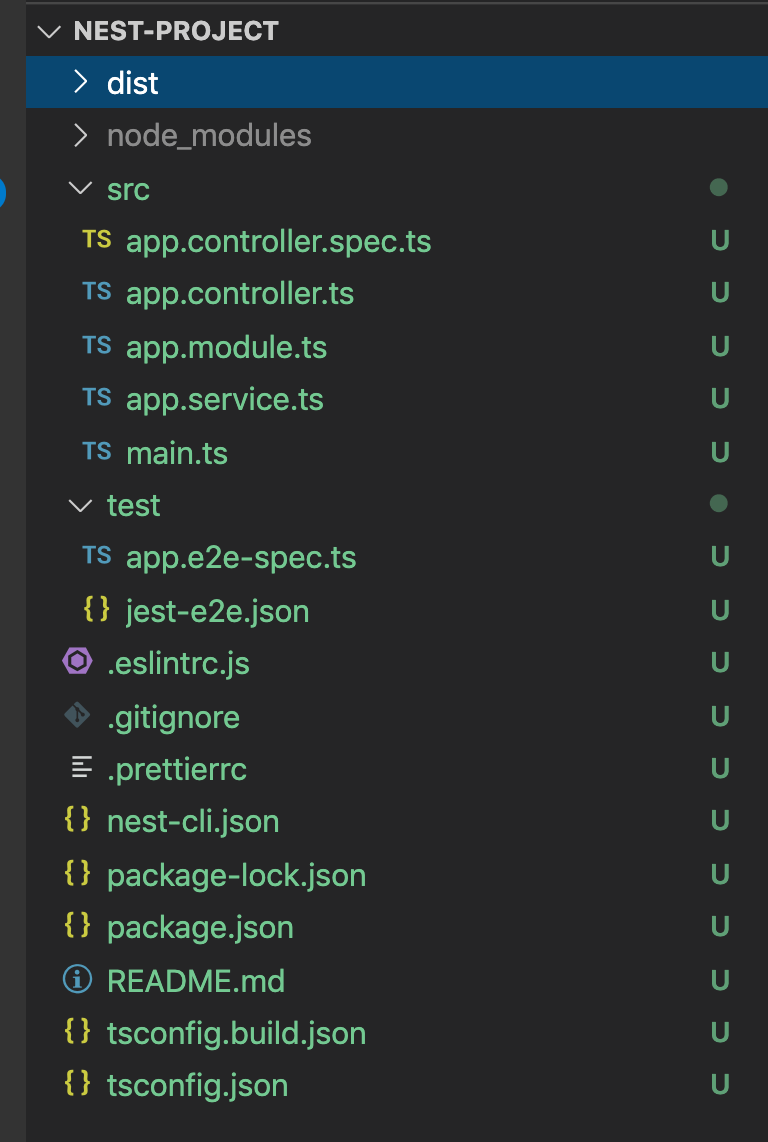 NEST-PROJECT
dist
node_modules
src
TS app.controller.spec.ts U
TS app.controller.ts U
TS app.module.ts U
TS app.service.ts U
TS main.ts U
test
TS app.e2e-spec.ts U
{} jest-e2e.json U
.eslintrc.js U
.gitignore U
.prettierrc U
{} nest-cli.json U
{} package-lock.json U
{} package.json U
README.md U
{} tsconfig.build.json U
{} tsconfig.json U